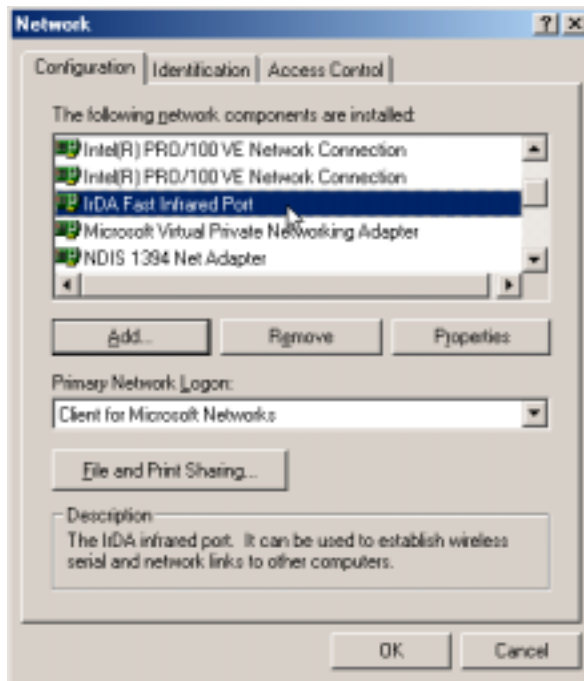 Network
Configuration Identification Access Control
The following network components are installed:
Intel(R) PRO/100 VE Network Connection
Intel(R) PRO/100 VE Network Connection
IrDA Fast Infrared Port
Microsoft Virtual Private Networking Adapter
NDIS 1394 Net Adapter
Add... Remove Properties
Primary Network Logon:
Client for Microsoft Networks
File and Print Sharing...
Description
The IrDA infrared port. It can be used to establish wireless
serial and network links to other computers.
OK Cancel